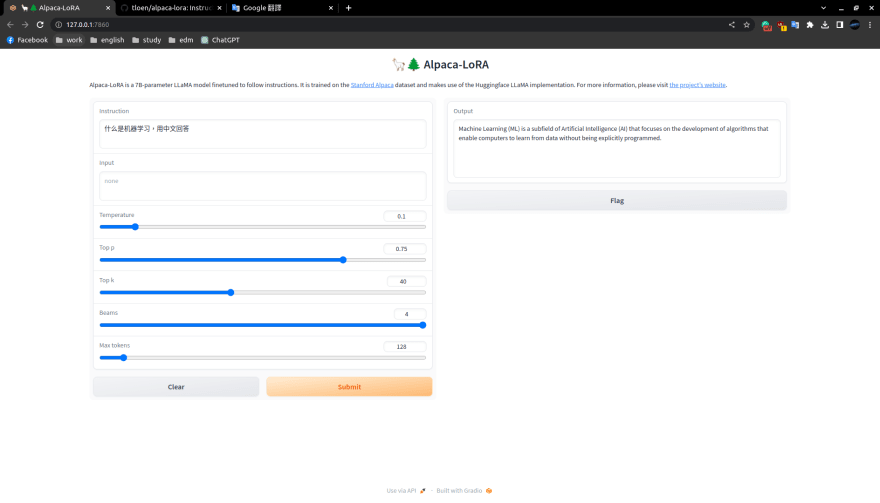 Alpaca-LoRA
tloen/alpaca-lora: Instruc
Google 翻譯
127.0.0.1:7860
Facebook work english study edm ChatGPT
Alpaca-LoRA
Alpaca-LoRA is a 7B-parameter LLaMA model finetuned to follow instructions. It is trained on the Stanford Alpaca dataset and makes use of the Huggingface LLaMA implementation. For more information, please visit the project's website.
Instruction
什么是机器学习，用中文回答
Input
none
Temperature
0.1
Top p
0.75
Top k
40
Beams
4
Max tokens
128
Clear
Submit
Output
Machine Learning (ML) is a subfield of Artificial Intelligence (AI) that focuses on the development of algorithms that
enable computers to learn from data without being explicitly programmed.
Flag
Use via API · Built with Gradio